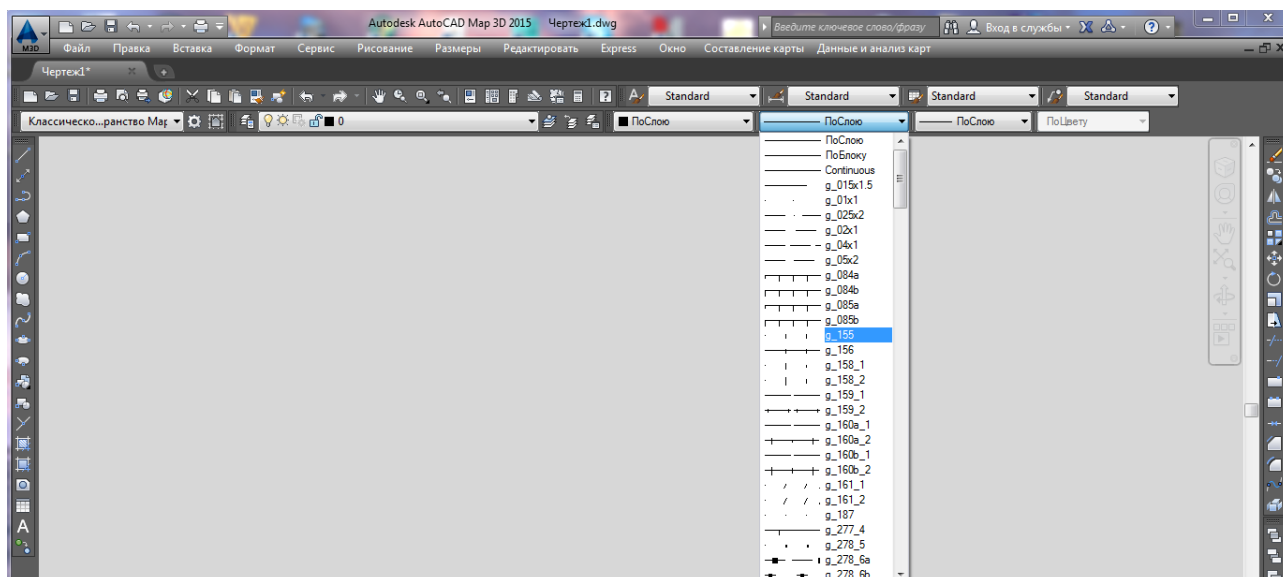 Autodesk AutoCAD Map 3D 2015 Чертеж1.dwg Введите ключевое слово/фразу Вход в службы
M3D Файл Правка Вставка Формат Сервис Рисование Размеры Редактировать Express Окно Составление карты Данные и анализ карт
Чертеж1*
Standard Standard Standard Standard
Классическо...ранство Мар 0 ПоСлою ПоСлою ПоСлою ПоЦвету
ПоСлою
ПоБлоку
Continuous
g_015x1.5
g_01x1
g_025x2
g_02x1
g_04x1
g_05x2
g_084a
g_084b
g_085a
g_085b
g_155
g_156
g_158_1
g_158_2
g_159_1
g_159_2
g_160a_1
g_160a_2
g_160b_1
g_160b_2
g_161_1
g_161_2
g_187
g_277_4
g_278_5
g_278_6a
g_278_6b